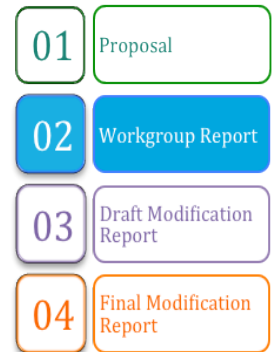 01
Proposal
02
Workgroup Report
03
Draft Modification
Report
04
Final Modification
Report